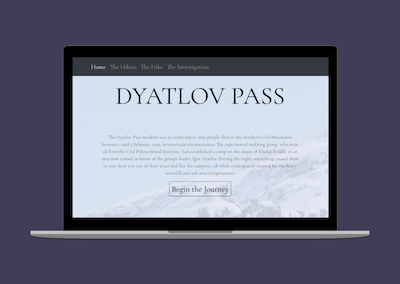 Home The Hikers The Hike The Investigation
DYATLOV PASS
The Dyatlov Pass incident was an event where nine people died in the northern Ural Mountains
between 1 and 2 February 1959, in uncertain circumstances. The experienced trekking group, who were
all from the Ural Polytechnical Institute, had established a camp on the slopes of Kholat Syakhl, in an
area now named in honor of the group's leader, Igor Dyatlov. During the night, something caused them
to tear their way out of their tents and flee the campsite, all while inadequately dressed for the heavy
snowfall and sub-zero temperatures.
Begin the Journey